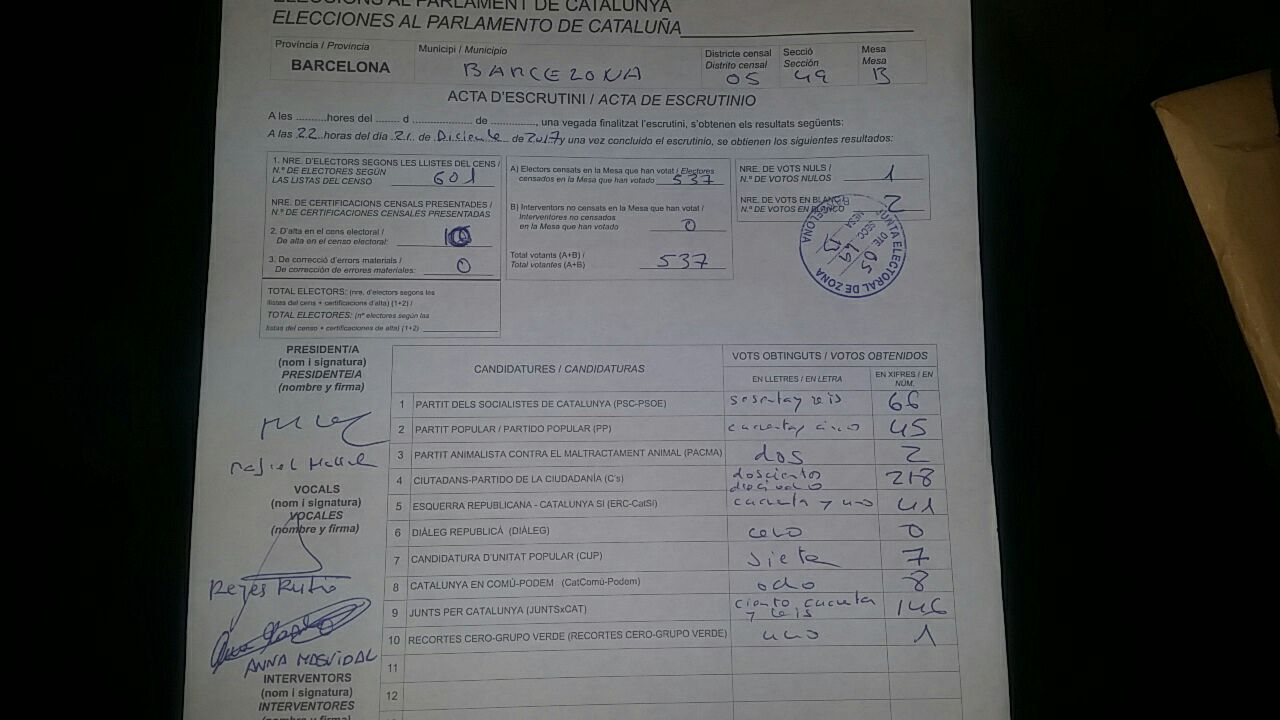 ELECCIONS AL PARLAMENT DE CATALUNYA
ELECCIONES AL PARLAMENTO DE CATALUÑA
Província / Provincia
BARCELONA
Municipi / Municipio
BARCELONA
Districte censal
Distrito censal
05
Secció
Sección
49
Mesa
Mesa
B
ACTA D'ESCRUTINI / ACTA DE ESCRUTINIO
A les ..........hores del ........ d .................... de ..............., una vegada finalitzat l'escrutini, s'obtenen els resultats següents:
A las 22 horas del día 21 de Diciembre de 2017 y una vez concluido el escrutinio, se obtienen los siguientes resultados:
1. NRE. D'ELECTORS SEGONS LES LLISTES DEL CENS /
N.º DE ELECTORES SEGÚN
LAS LISTAS DEL CENSO 601
NRE. DE CERTIFICACIONS CENSALS PRESENTADES /
N.º DE CERTIFICACIONES CENSALES PRESENTADAS
2. D'alta en el cens electoral /
De alta en el censo electoral:
3. De correcció d'errors materials /
De corrección de errores materiales: 0
TOTAL ELECTORS: (nre. d'electors segons les
llistes del cens + certificacions d'alta) (1+2) /
TOTAL ELECTORES: (nº electores según las
listas del censo + certificaciones de alta) (1+2)
A) Electors censats en la Mesa que han votat / Electores
censados en la Mesa que han votado 537
B) Interventors no censats en la Mesa que han votat /
Interventores no censados
en la Mesa que han votado 0
Total votants (A+B) /
Total votantes (A+B) 537
NRE. DE VOTS NULS /
N.º DE VOTOS NULOS 1
NRE. DE VOTS EN BLANC /
N.º DE VOTOS EN BLANCO 2
JUNTA ELECTORAL DE ZONA
BARCELONA
DTE. 05
SECC. 49
MESA B
PRESIDENT/A
(nom i signatura)
PRESIDENTE/A
(nombre y firma)
VOCALS
(nom i signatura)
VOCALES
(nombre y firma)
Reyes Rubio
ANNA MASVIDAL
INTERVENTORS
(nom i signatura)
INTERVENTORES
(nombre y firma)
CANDIDATURES / CANDIDATURAS
VOTS OBTINGUTS / VOTOS OBTENIDOS
EN LLETRES / EN LETRA
EN XIFRES / EN NÚM.
1 PARTIT DELS SOCIALISTES DE CATALUNYA (PSC-PSOE) sesentay seis 66
2 PARTIT POPULAR / PARTIDO POPULAR (PP) cuarentay cinco 45
3 PARTIT ANIMALISTA CONTRA EL MALTRACTAMENT ANIMAL (PACMA) dos 2
4 CIUTADANS-PARTIDO DE LA CIUDADANÍA (C's) doscientos dieciocho 218
5 ESQUERRA REPUBLICANA - CATALUNYA SI (ERC-CatSí) cuarenta y uno 41
6 DIÀLEG REPUBLICÀ (DIÀLEG) cero 0
7 CANDIDATURA D'UNITAT POPULAR (CUP) siete 7
8 CATALUNYA EN COMÚ-PODEM (CatComú-Podem) ocho 8
9 JUNTS PER CATALUNYA (JUNTSxCAT) ciento cuarenta y seis 146
10 RECORTES CERO-GRUPO VERDE (RECORTES CERO-GRUPO VERDE) uno 1
11
12